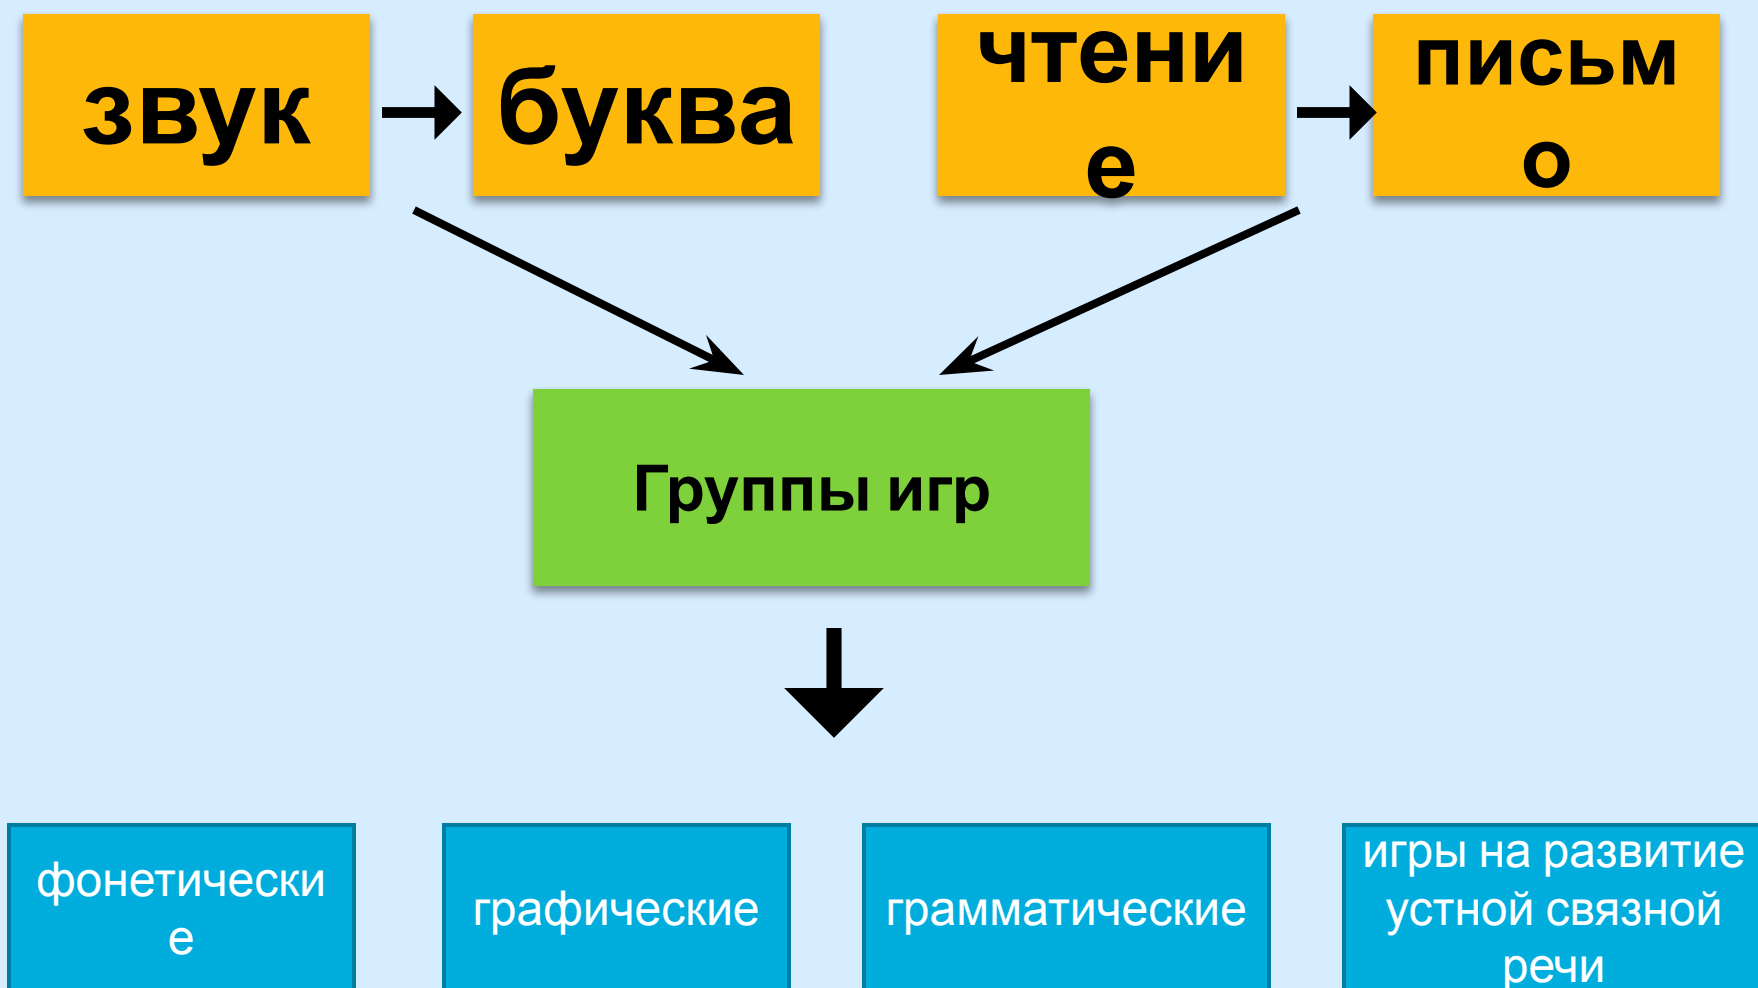 звук
буква
чтени
е
письм
о
Группы игр
фонетически
е
графические
грамматические
игры на развитие
устной связной
речи